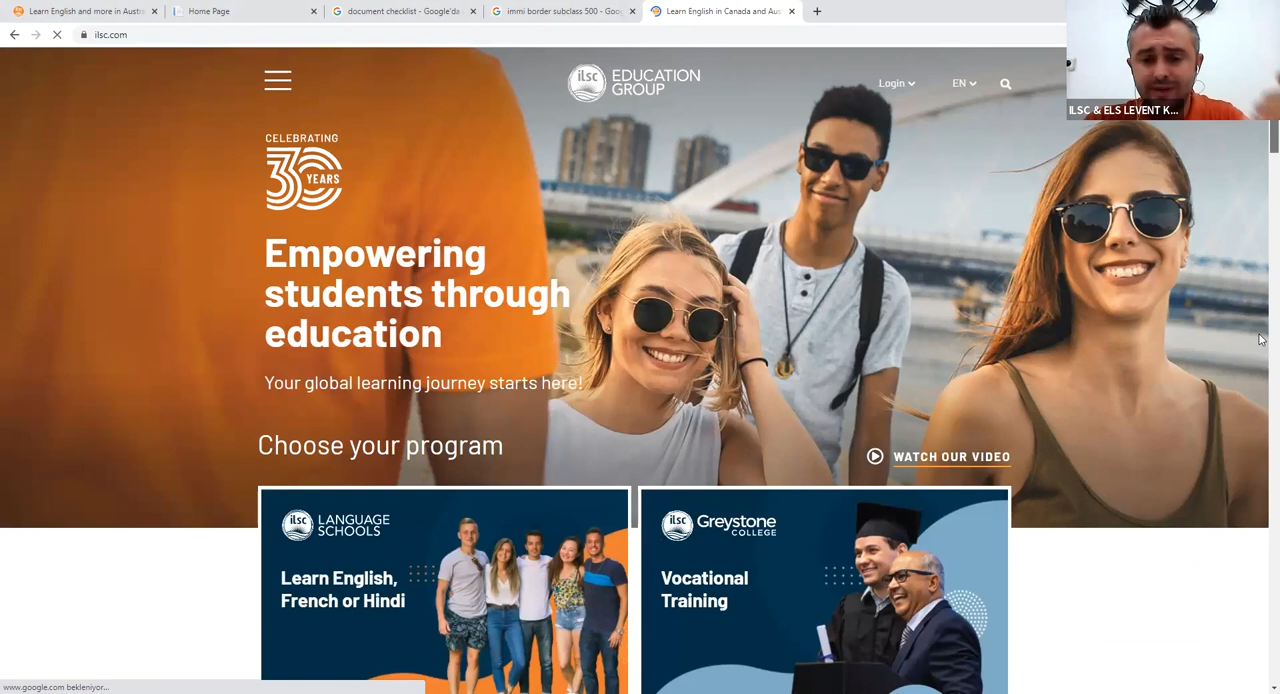 Learn English and more in Austr
Home Page
document checklist - Google'da
immi border subclass 500 - Goo
Learn English in Canada and Aus
ilsc.com
ilsc EDUCATION GROUP
Login
EN
ILSC & ELS LEVENT K...
CELEBRATING
30 YEARS
Empowering
students through
education
Your global learning journey starts here!
Choose your program
WATCH OUR VIDEO
ilsc LANGUAGE SCHOOLS
Learn English,
French or Hindi
ilsc Greystone COLLEGE
Vocational
Training
www.google.com bekleniyor...